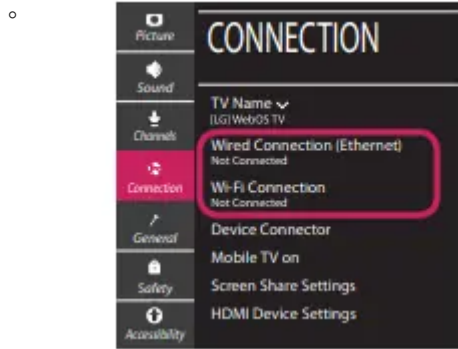 Picture
Sound
Channels
Connection
General
Safety
Accessibility
CONNECTION
TV Name
[LG] WebOS TV
Wired Connection (Ethernet)
Not Connected
Wi-Fi Connection
Not Connected
Device Connector
Mobile TV on
Screen Share Settings
HDMI Device Settings